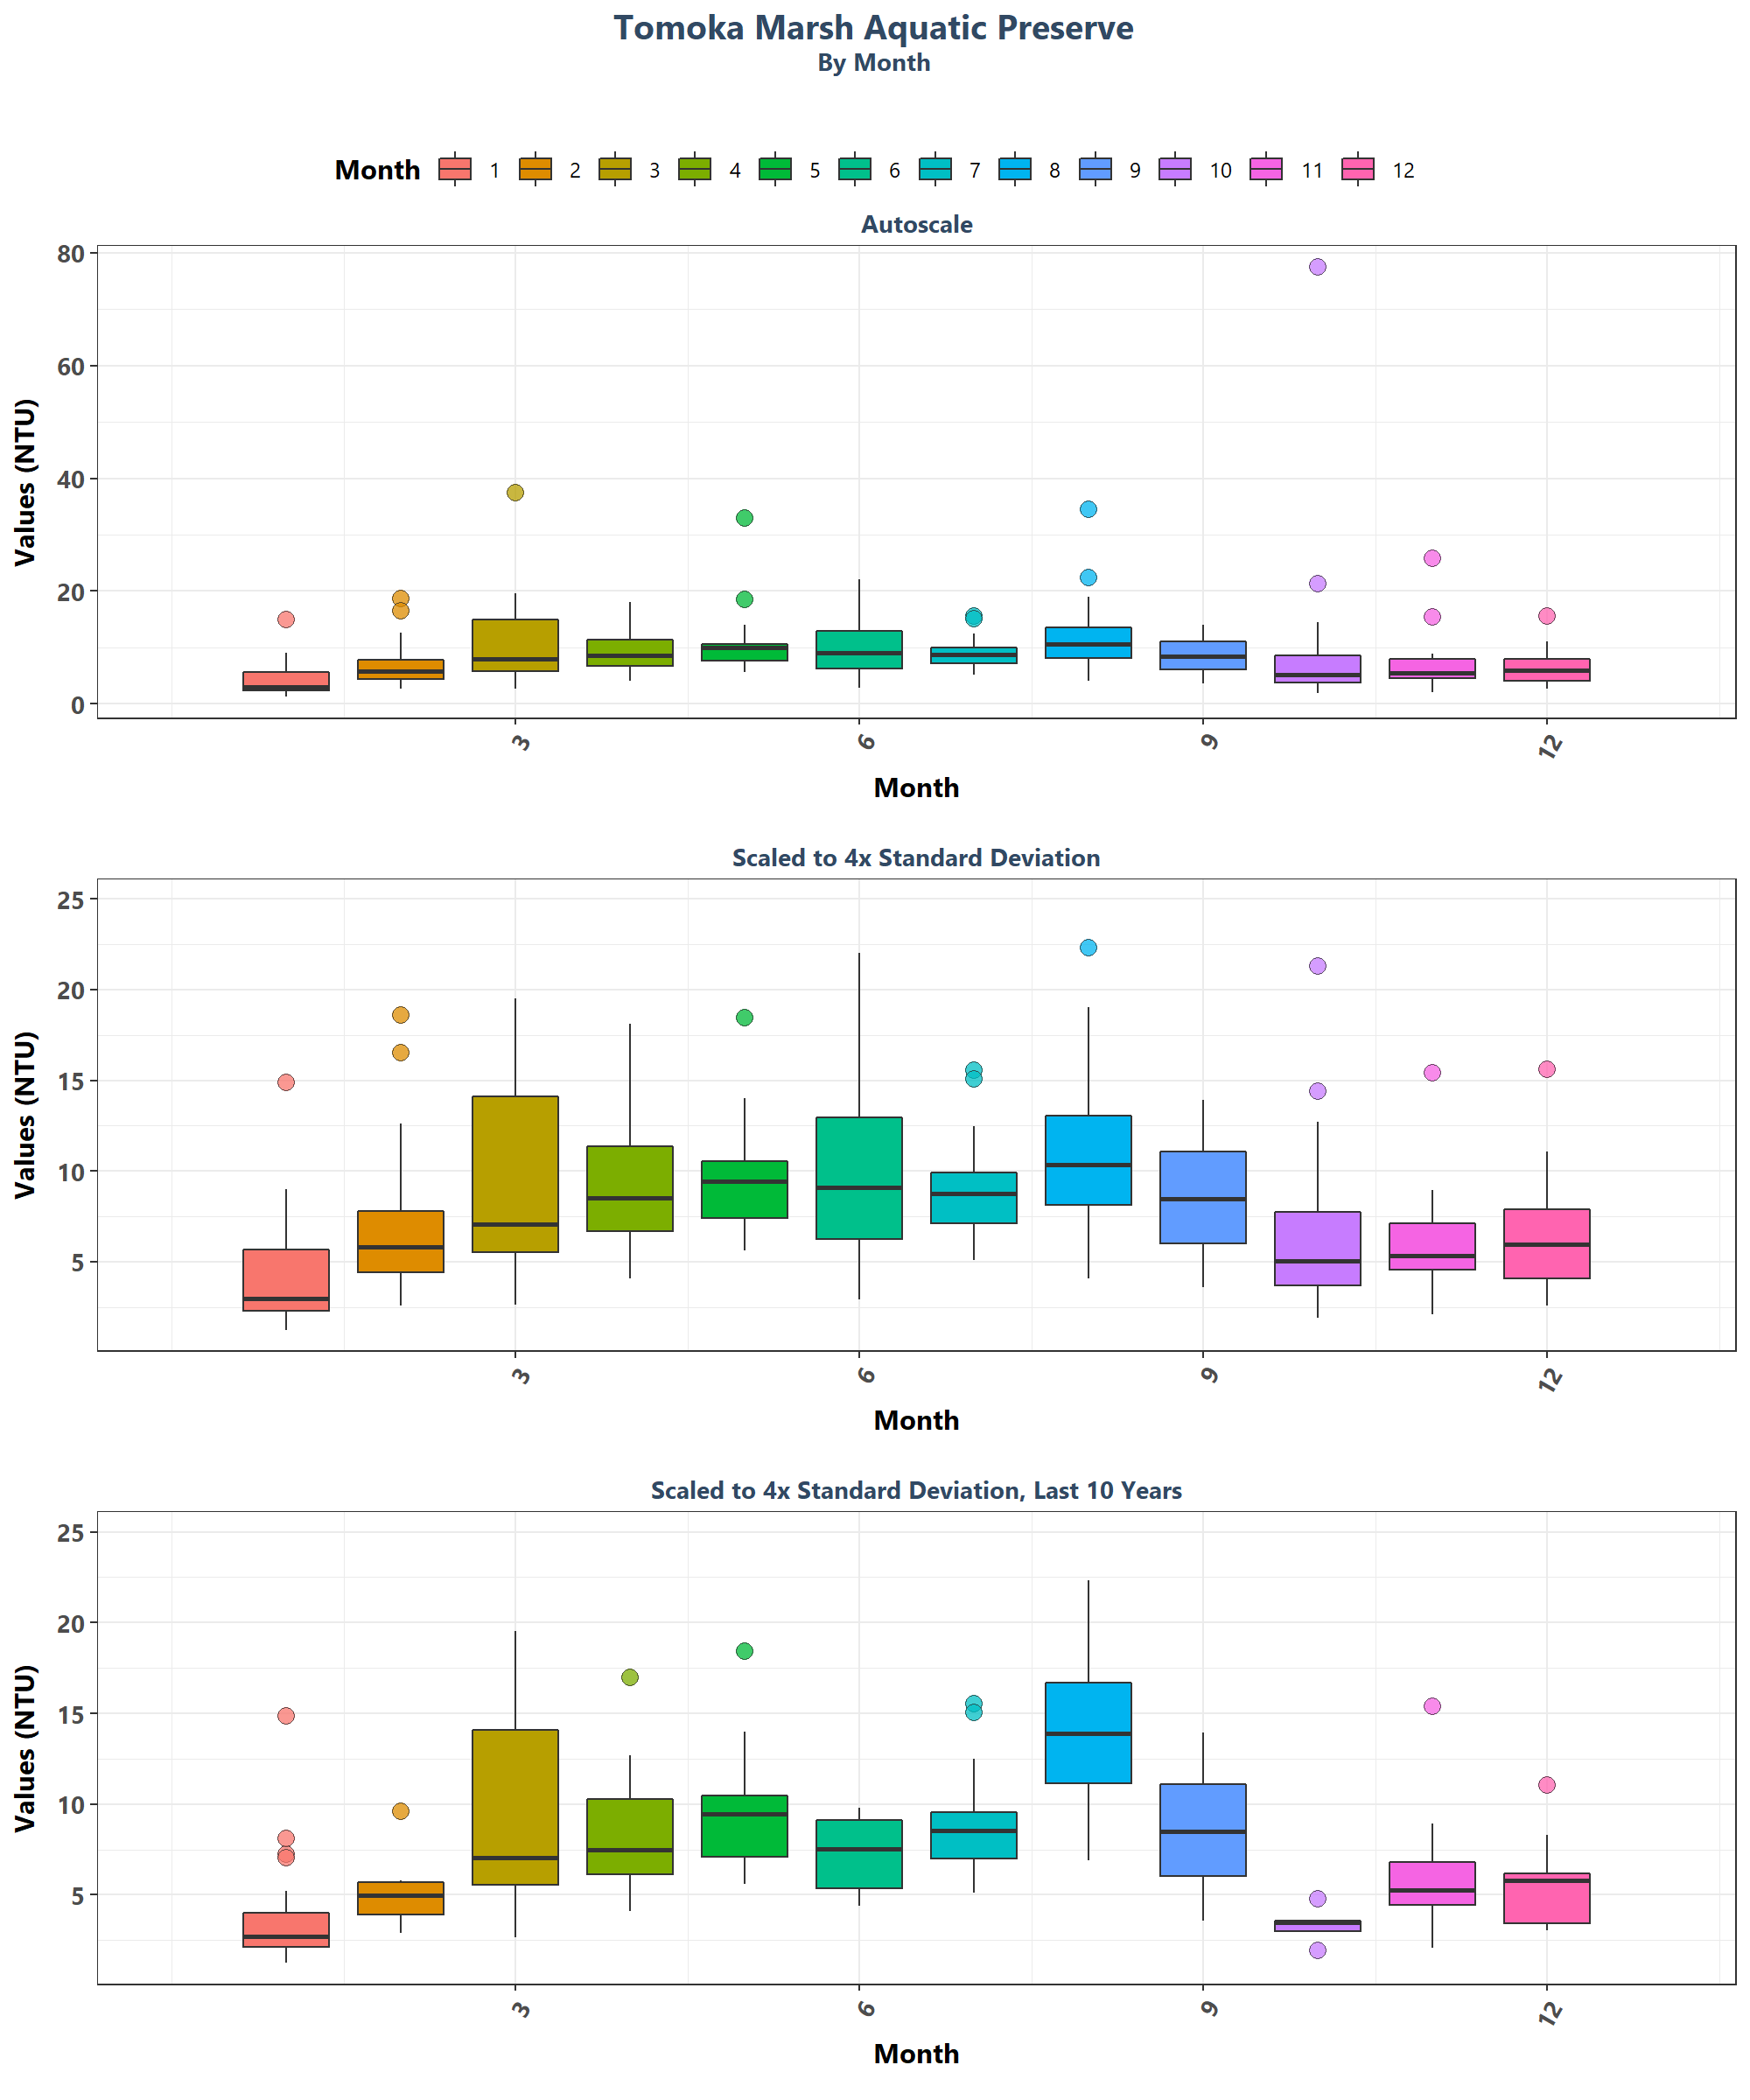 Tomoka Marsh Aquatic Preserve
By Month
Month 1 2 3 4 5 6 7 8 9 10 11 12
Autoscale
80
60
40
20
0
Values (NTU)
3 6 9 12
Month
Scaled to 4x Standard Deviation
25
20
15
10
5
Values (NTU)
3 6 9 12
Month
Scaled to 4x Standard Deviation, Last 10 Years
25
20
15
10
5
Values (NTU)
3 6 9 12
Month